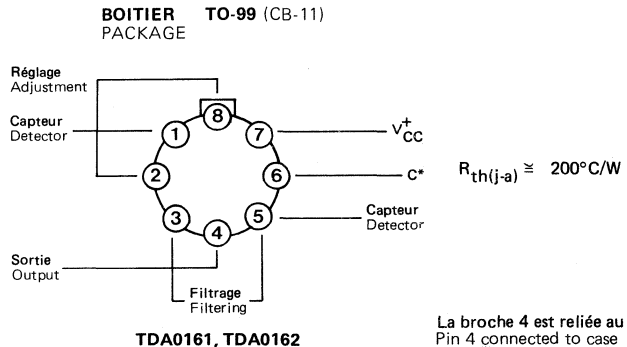 BOITIER TO-99 (CB-11)
PACKAGE
Réglage
Adjustment
Capteur
Detector
8
1
7
V+CC
2
6
C*
Rth(j-a) ≅ 200°C/W
3
5
Capteur
Detector
4
Sortie
Output
Filtrage
Filtering
TDA0161, TDA0162
La broche 4 est reliée au
Pin 4 connected to case